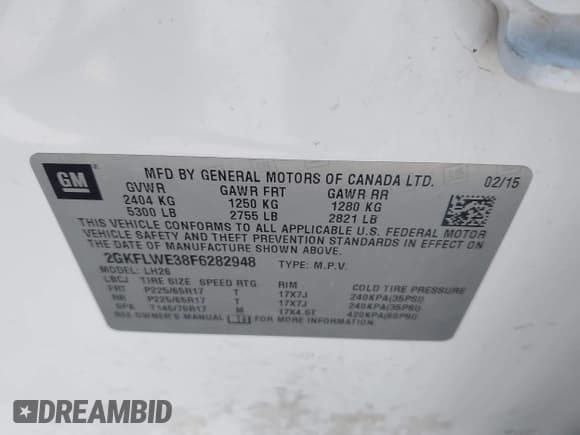 GM
MFD BY GENERAL MOTORS OF CANADA LTD. 02/15
GVWR GAWR FRT GAWR RR
2404 KG 1250 KG 1280 KG
5300 LB 2755 LB 2821 LB
THIS VEHICLE CONFORMS TO ALL APPLICABLE U.S. FEDERAL MOTOR
VEHICLE SAFETY AND THEFT PREVENTION STANDARDS IN EFFECT ON
THE DATE OF MANUFACTURE SHOWN ABOVE.
2GKFLWE38F6282948 TYPE: M.P.V.
MODEL: LH26
LBCJ TIRE SIZE SPEED RTG RIM COLD TIRE PRESSURE
FRT P225/65R17 T 17X7J 240KPA(35PSI)
RR P225/65R17 T 17X7J 240KPA(35PSI)
SPA T145/70R17 M 17X4.5T 420KPA(60PSI)
SEE OWNER'S MANUAL FOR MORE INFORMATION.
DREAMBID